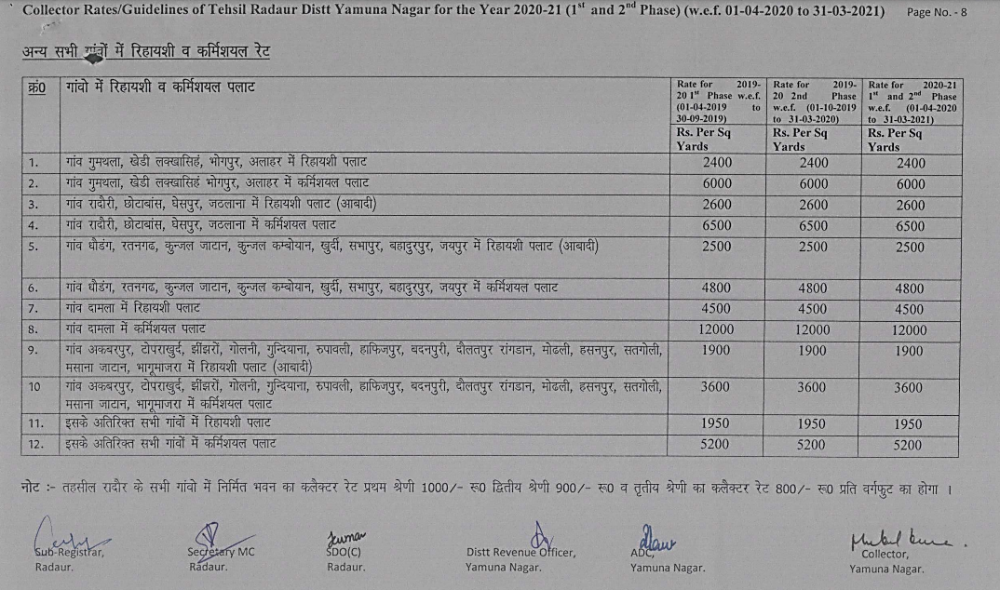 Collector Rates/Guidelines of Tehsil Radaur Distt Yamuna Nagar for the Year 2020-21 (1st and 2nd Phase) (w.e.f. 01-04-2020 to 31-03-2021) Page No. - 8
अन्य सभी गांवों में रिहायशी व कर्मिशयल रेट
क्रं0 गांवो में रिहायशी व कर्मिशयल पलाट
Rate for 2019-
20 1st Phase w.e.f.
(01-04-2019 to
30-09-2019)
Rs. Per Sq
Yards
Rate for 2019-
20 2nd Phase
w.e.f. (01-10-2019
to 31-03-2020)
Rs. Per Sq
Yards
Rate for 2020-21
1st and 2nd Phase
w.e.f. (01-04-2020
to 31-03-2021)
Rs. Per Sq
Yards
1. गांव गुमथला, खेडी लक्खासिहं, भोगपुर, अलाहर में रिहायशी पलाट 2400 2400 2400
2. गांव गुमथला, खेडी लक्खासिहं भोगपुर, अलाहर में कर्मिशयल पलाट 6000 6000 6000
3. गांव रादौरी, छोटाबांस, घेसपुर, जठलाना में रिहायशी पलाट (आबादी) 2600 2600 2600
4. गांव रादौरी, छोटाबांस, घेसपुर, जठलाना में कर्मिशयल पलाट 6500 6500 6500
5. गांव धौडंग, रतनगढ, कुन्जल जाटान, कुन्जल कम्बोयान, खुर्दी, सभापुर, बहादुरपुर, जयपुर में रिहायशी पलाट (आबादी) 2500 2500 2500
6. गांव धौडंग, रतनगढ, कुन्जल जाटान, कुन्जल कम्बोयान, खुर्दी, सभापुर, बहादुरपुर, जयपुर में कर्मिशयल पलाट 4800 4800 4800
7. गांव दामला में रिहायशी पलाट 4500 4500 4500
8. गांव दामला में कर्मिशयल पलाट 12000 12000 12000
9. गांव अकबरपुर, टोपराखुर्द, झींझरों, गोलनी, गुन्दियाना, रुपावली, हाफिजपुर, बदनपुरी, दौलतपुर रांगडान, मोढली, हसनपुर, सतगोली, 1900 1900 1900
मसाना जाटान, भागूमाजरा में रिहायशी पलाट (आबादी)
10 गांव अकबरपुर, टोपराखुर्द, झींझरों, गोलनी, गुन्दियाना, रुपावली, हाफिजपुर, बदनपुरी, दौलतपुर रांगडान, मोढली, हसनपुर, सतगोली, 3600 3600 3600
मसाना जाटान, भागूमाजरा में कर्मिशयल पलाट
11. इसके अतिरिक्त सभी गांवों में रिहायशी पलाट 1950 1950 1950
12. इसके अतिरिक्त सभी गांवों में कर्मिशयल पलाट 5200 5200 5200
नोट :- तहसील रादौर के सभी गांवो में निर्मित भवन का कलैक्टर रेट प्रथम श्रेणी 1000/- रू0 द्वितीय श्रेणी 900/- रू0 व तृतीय श्रेणी का कलैक्टर रेट 800/- रू0 प्रति वर्गफुट का होगा ।
Sub-Registrar, Secretary MC SDO(C) Distt Revenue Officer, ADC, Collector,
Radaur. Radaur. Radaur. Yamuna Nagar. Yamuna Nagar. Yamuna Nagar.